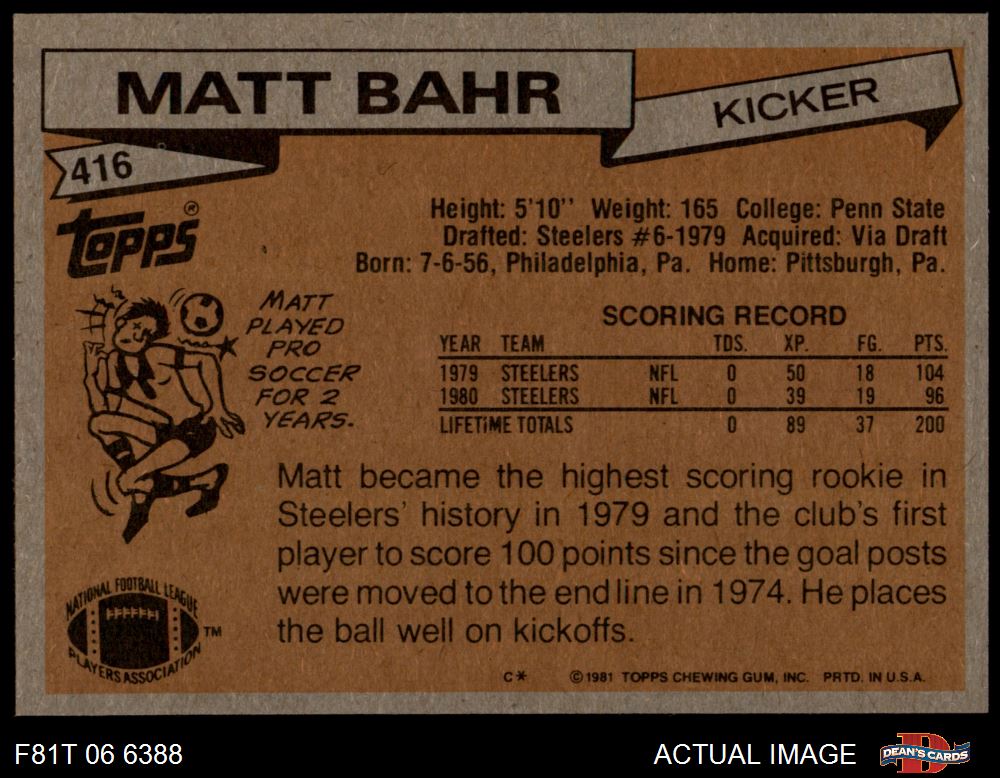 MATT BAHR
KICKER
416
Topps®
Height: 5'10'' Weight: 165 College: Penn State
Drafted: Steelers #6-1979 Acquired: Via Draft
Born: 7-6-56, Philadelphia, Pa. Home: Pittsburgh, Pa.
MATT
PLAYED
PRO
SOCCER
FOR 2
YEARS.
SCORING RECORD
YEAR TEAM TDS. XP. FG. PTS.
1979 STEELERS NFL 0 50 18 104
1980 STEELERS NFL 0 39 19 96
LIFETIME TOTALS 0 89 37 200
Matt became the highest scoring rookie in
Steelers' history in 1979 and the club's first
player to score 100 points since the goal posts
were moved to the end line in 1974. He places
the ball well on kickoffs.
NATIONAL FOOTBALL LEAGUE
PLAYERS ASSOCIATION
TM
C* ©1981 TOPPS CHEWING GUM, INC. PRTD. IN U.S.A.
F81T 06 6388
ACTUAL IMAGE
D
DEAN'S CARDS